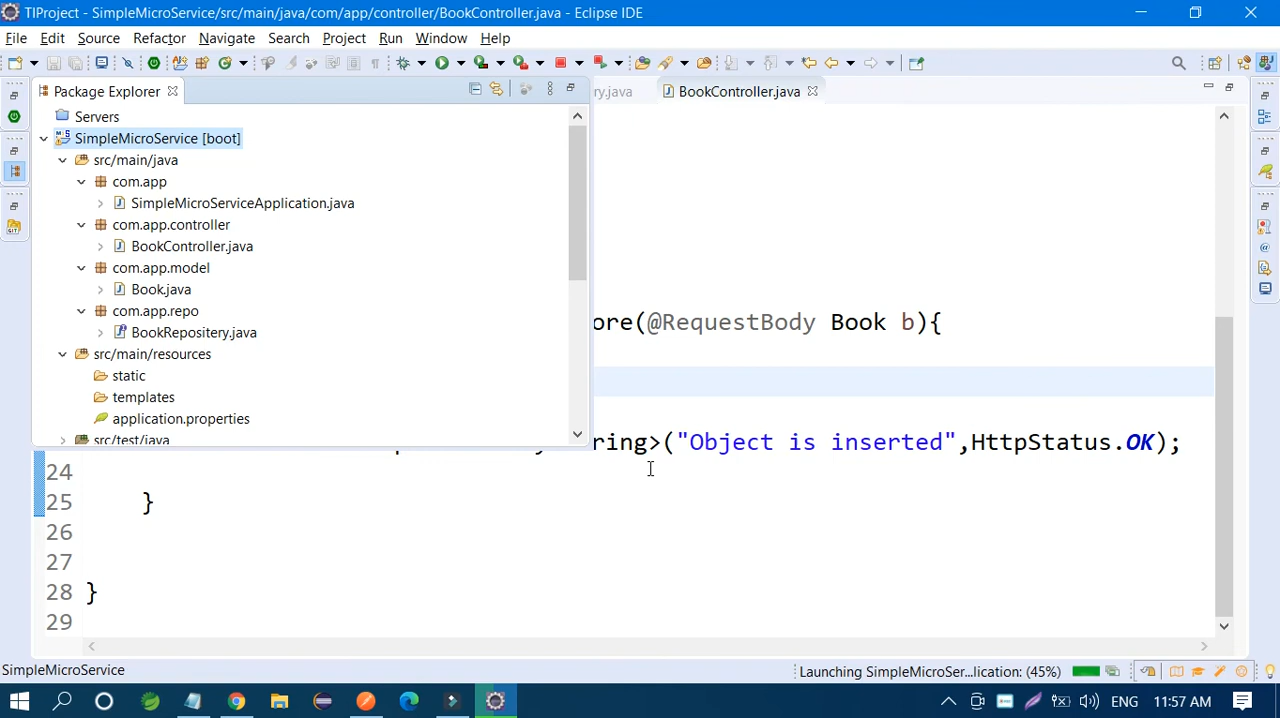 TIProject - SimpleMicroService/src/main/java/com/app/controller/BookController.java - Eclipse IDE
File Edit Source Refactor Navigate Search Project Run Window Help
Package Explorer
ry.java
BookController.java
Servers
SimpleMicroService [boot]
src/main/java
com.app
SimpleMicroServiceApplication.java
com.app.controller
BookController.java
com.app.model
Book.java
com.app.repo
BookRepositery.java
src/main/resources
static
templates
application.properties
src/test/java
ore(@RequestBody Book b){
ring>("Object is inserted",HttpStatus.OK);
24
25 }
26
27
28 }
29
SimpleMicroService
Launching SimpleMicroSer...lication: (45%)
ENG 11:57 AM